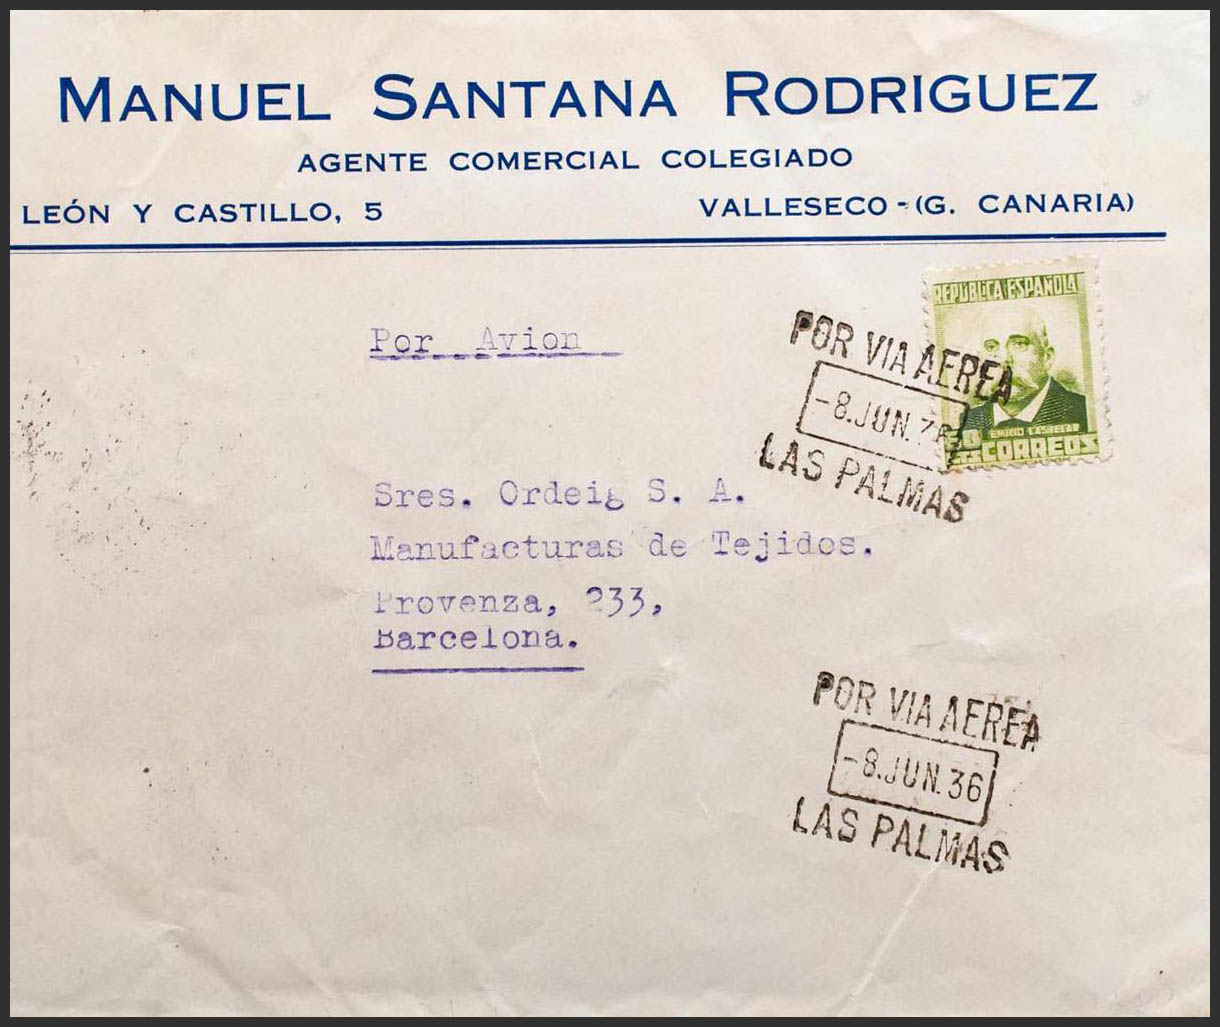 MANUEL SANTANA RODRIGUEZ
AGENTE COMERCIAL COLEGIADO
LEÓN Y CASTILLO, 5 VALLESECO - (G. CANARIA)
REPUBLICA ESPAÑOLA
EMILIO CASTELAR
CORREOS
Por Avion
POR VIA AEREA
-8.JUN.
LAS PALMAS
Sres. Ordeig S. A.
Manufacturas de Tejidos.
Provenza, 233,
Barcelona.
POR VIA AEREA
-8.JUN.36
LAS PALMAS